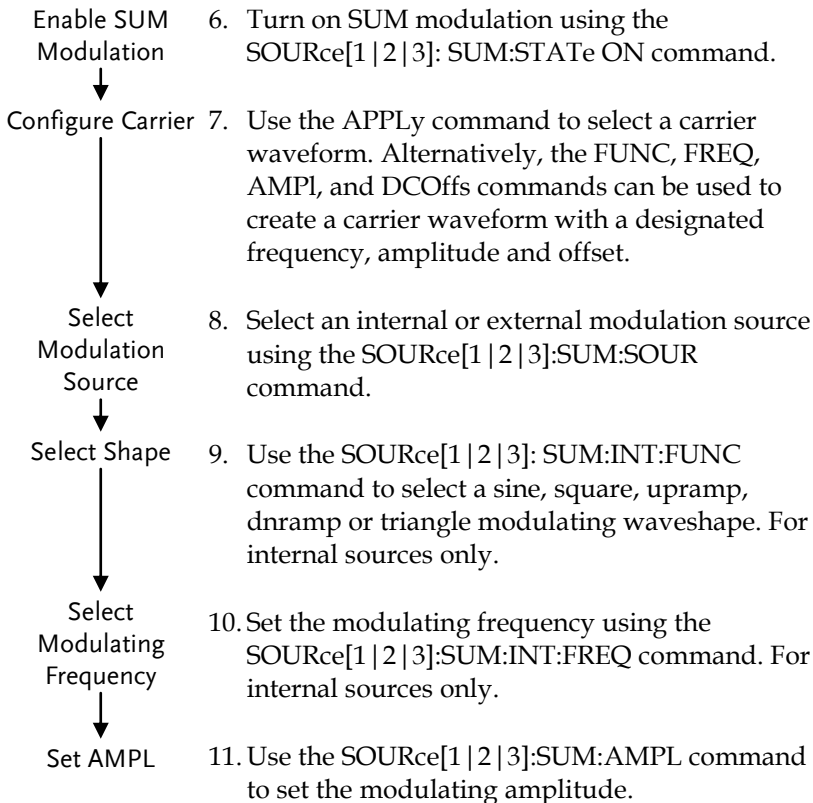 Enable SUM
Modulation
6. Turn on SUM modulation using the
SOURce[1|2|3]: SUM:STATe ON command.
Configure Carrier
7. Use the APPLy command to select a carrier
waveform. Alternatively, the FUNC, FREQ,
AMPl, and DCOffs commands can be used to
create a carrier waveform with a designated
frequency, amplitude and offset.
Select
Modulation
Source
8. Select an internal or external modulation source
using the SOURce[1|2|3]:SUM:SOUR
command.
Select Shape
9. Use the SOURce[1|2|3]: SUM:INT:FUNC
command to select a sine, square, upramp,
dnramp or triangle modulating waveshape. For
internal sources only.
Select
Modulating
Frequency
10. Set the modulating frequency using the
SOURce[1|2|3]:SUM:INT:FREQ command. For
internal sources only.
Set AMPL
11. Use the SOURce[1|2|3]:SUM:AMPL command
to set the modulating amplitude.